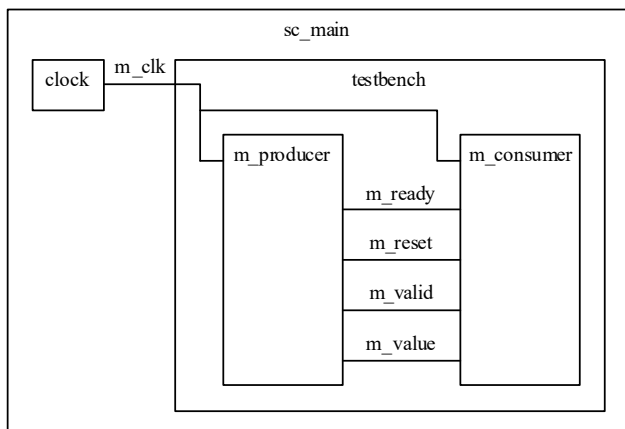 sc_main
clock
m_clk
testbench
m_producer
m_consumer
m_ready
m_reset
m_valid
m_value